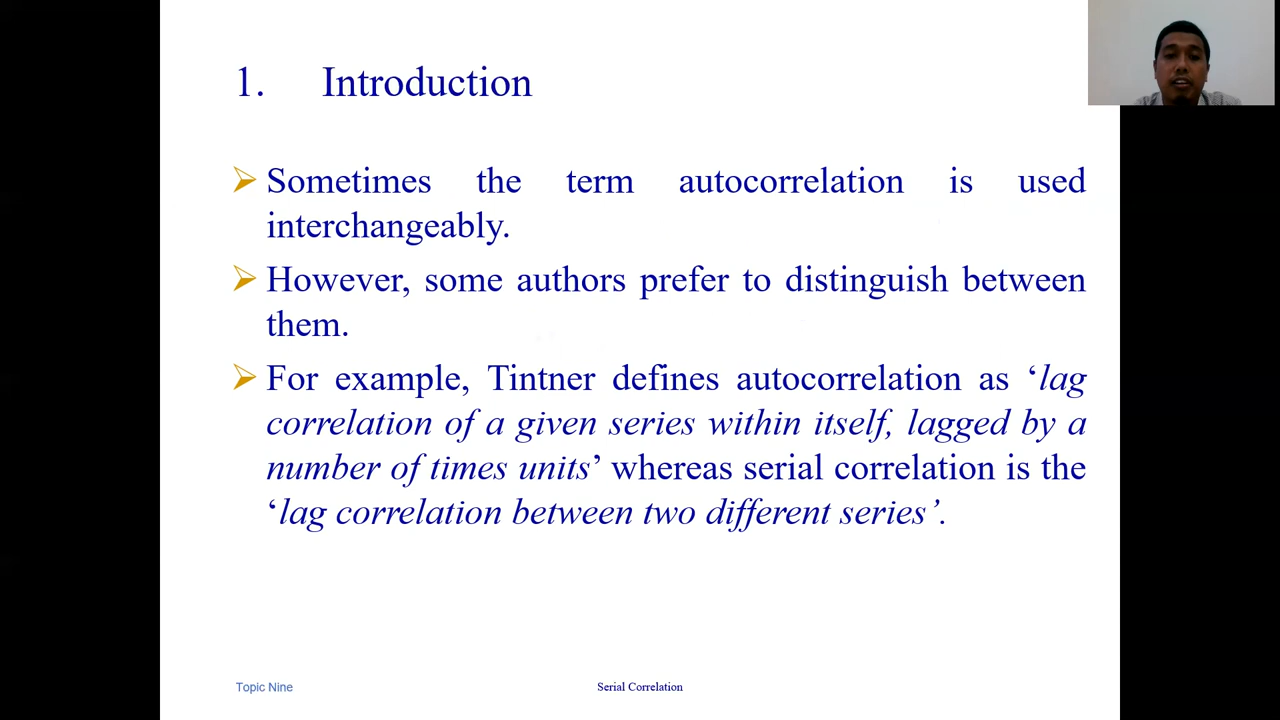 1. Introduction
Sometimes the term autocorrelation is used
interchangeably.
However, some authors prefer to distinguish between
them.
For example, Tintner defines autocorrelation as ‘lag
correlation of a given series within itself, lagged by a
number of times units’ whereas serial correlation is the
‘lag correlation between two different series’.
Topic Nine
Serial Correlation